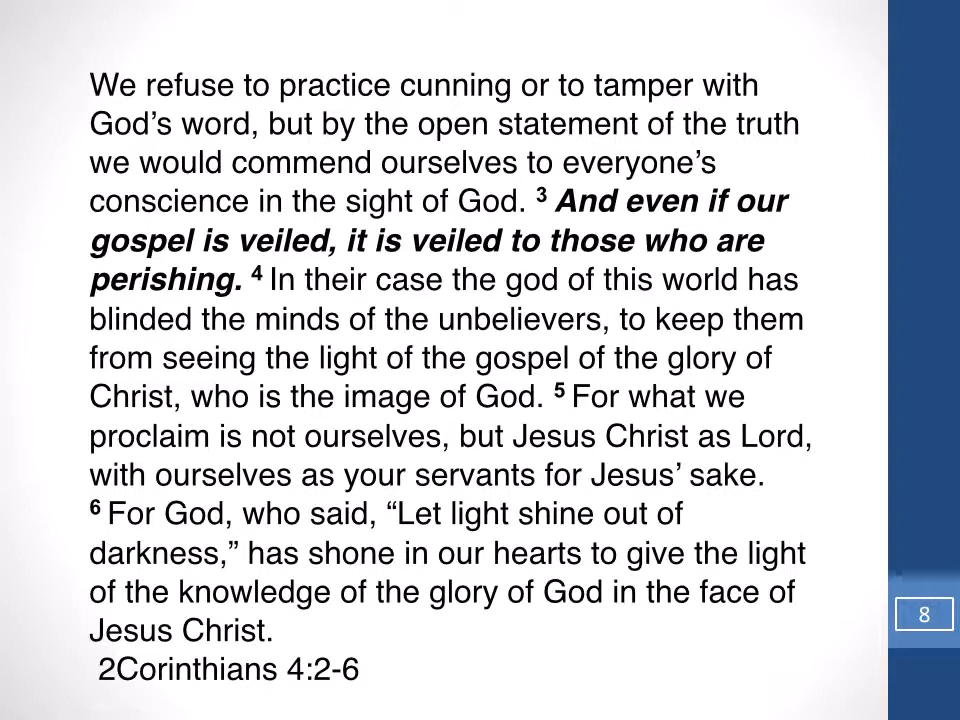 We refuse to practice cunning or to tamper with
God’s word, but by the open statement of the truth
we would commend ourselves to everyone’s
conscience in the sight of God. 3 And even if our
gospel is veiled, it is veiled to those who are
perishing. 4 In their case the god of this world has
blinded the minds of the unbelievers, to keep them
from seeing the light of the gospel of the glory of
Christ, who is the image of God. 5 For what we
proclaim is not ourselves, but Jesus Christ as Lord,
with ourselves as your servants for Jesus’ sake.
6 For God, who said, “Let light shine out of
darkness,” has shone in our hearts to give the light
of the knowledge of the glory of God in the face of
Jesus Christ.
2Corinthians 4:2-6
8